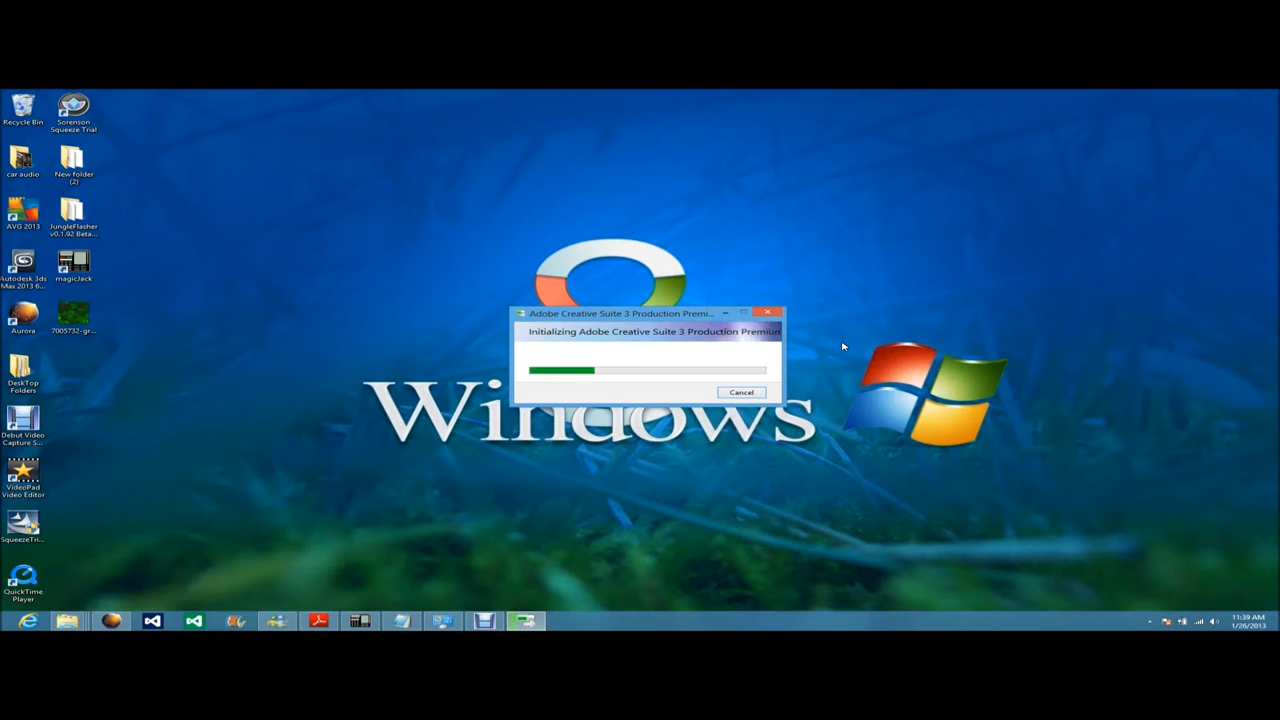 Recycle Bin
Sorenson
Squeeze Trial
car audio
New folder
(2)
AVG 2013
JungleFlasher
v0.1.92 Beta...
Autodesk 3ds
Max 2013 6...
magicJack
Aurora
7005732-gr...
DeskTop
Folders
Debut Video
Capture S...
VideoPad
Video Editor
SqueezeTri...
QuickTime
Player
Adobe Creative Suite 3 Production Premi...
Initializing Adobe Creative Suite 3 Production Premium
Cancel
Windows
11:39 AM
1/26/2013